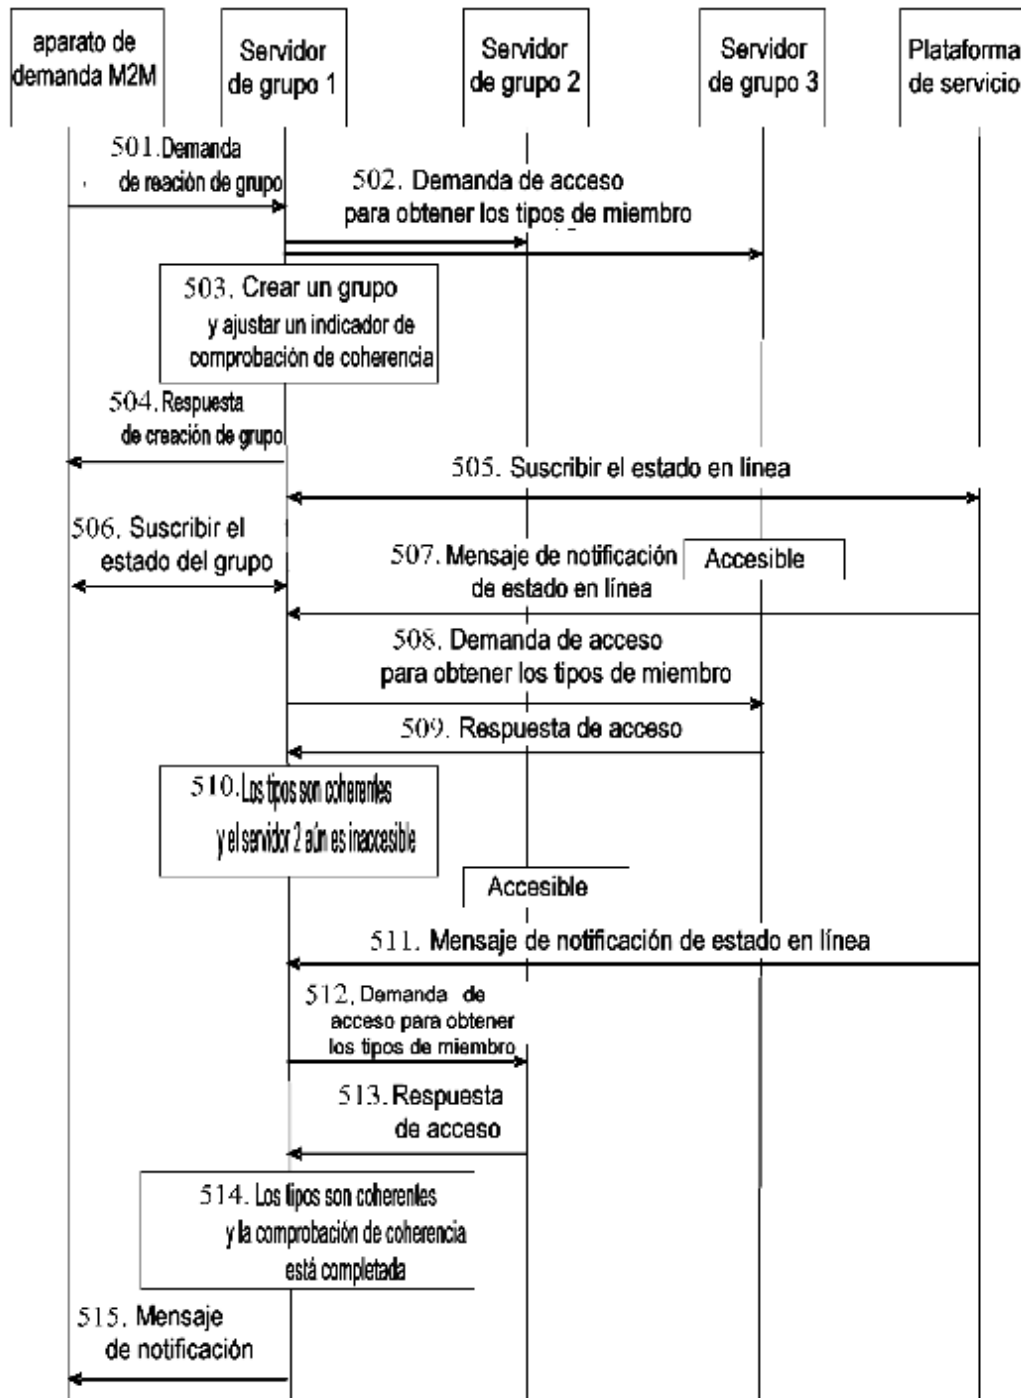 aparato de
demanda M2M
Servidor
de grupo 1
Servidor
de grupo 2
Servidor
de grupo 3
Plataforma
de servicio
501. Demanda
de reación de grupo
502. Demanda de acceso
para obtener los tipos de miembro
503. Crear un grupo
y ajustar un indicador de
comprobación de coherencia
504. Respuesta
de creación de grupo
505. Suscribir el estado en línea
506. Suscribir el
estado del grupo
507. Mensaje de notificación
de estado en línea
Accesible
508. Demanda de acceso
para obtener los tipos de miembro
509. Respuesta de acceso
510. Los tipos son coherentes
y el servidor 2 aún es inaccesible
Accesible
511. Mensaje de notificación de estado en línea
512. Demanda de
acceso para obtener
los tipos de miembro
513. Respuesta
de acceso
514. Los tipos son coherentes
y la comprobación de coherencia
está completada
515. Mensaje
de notificación